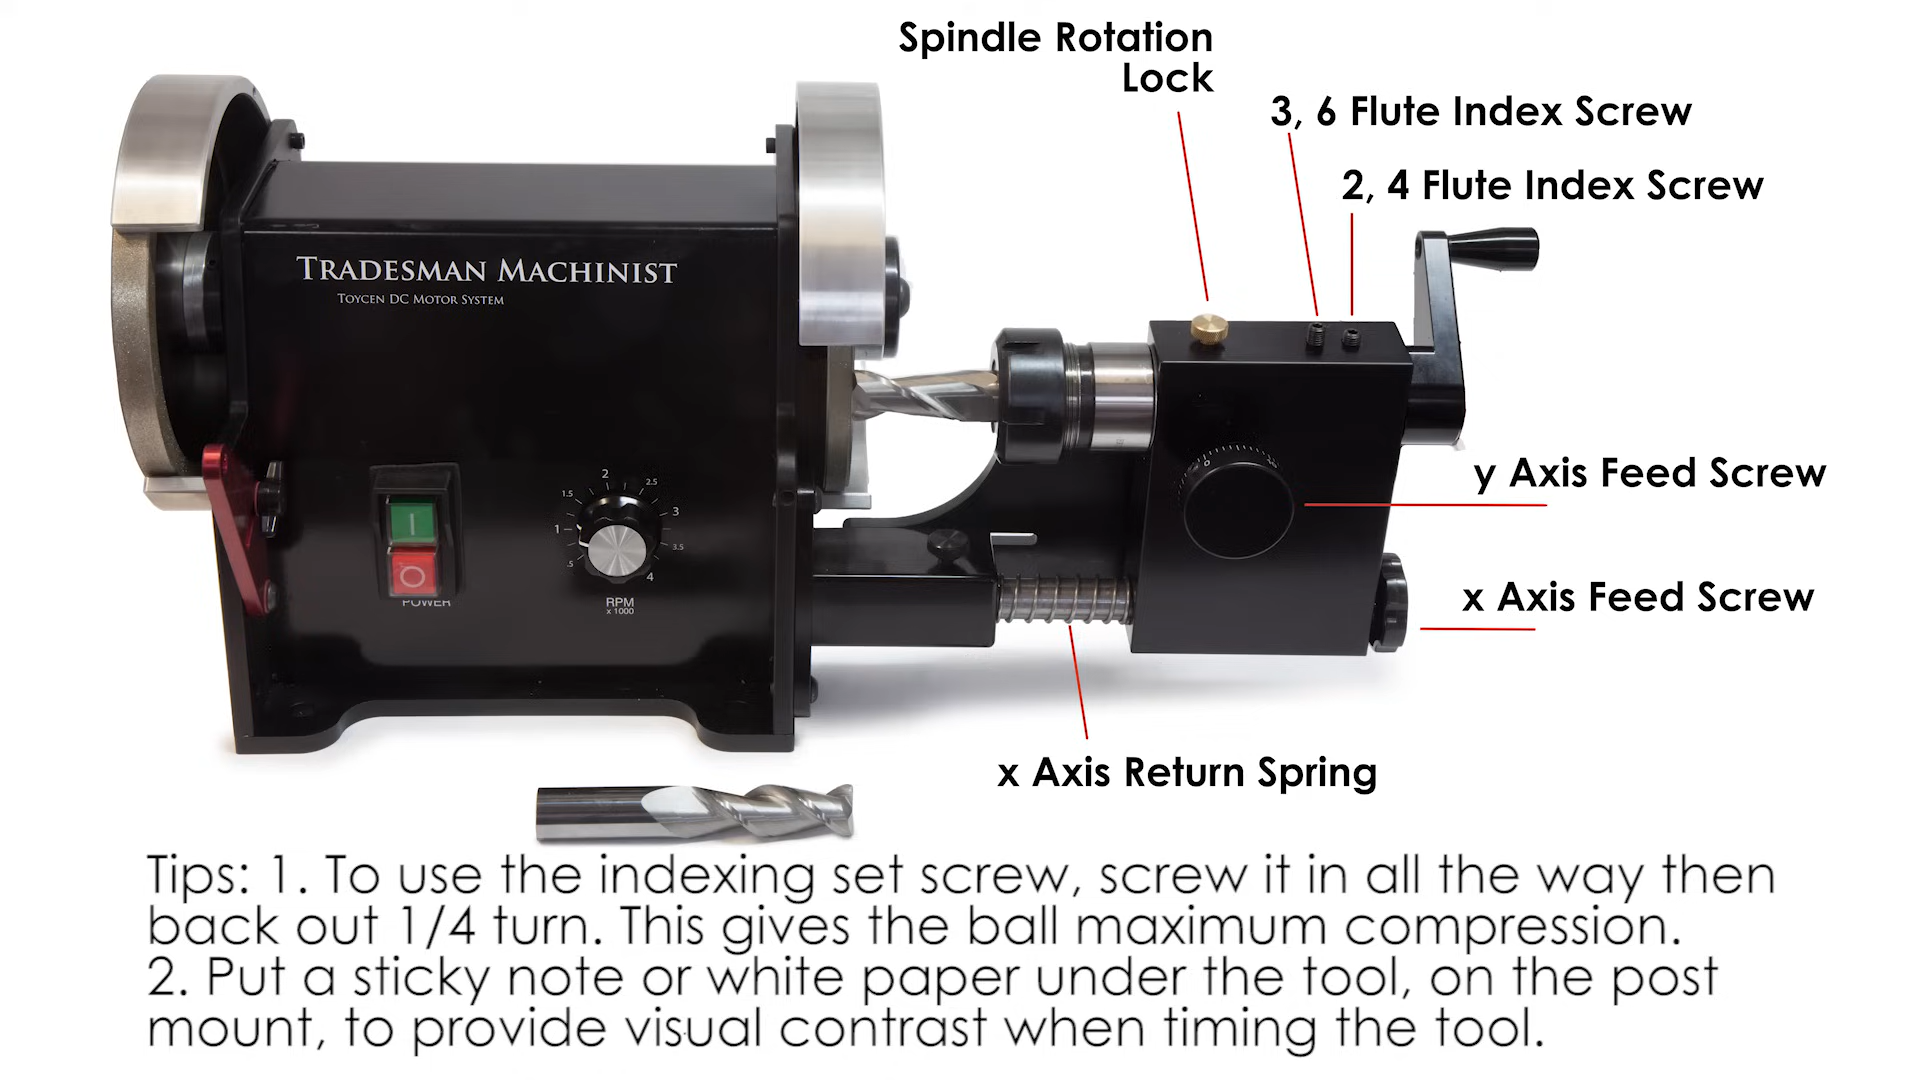 Spindle Rotation
Lock
3, 6 Flute Index Screw
2, 4 Flute Index Screw
TRADESMAN MACHINIST
TOYCEN DC MOTOR SYSTEM
y Axis Feed Screw
0
10
2
1.5
2.5
1
3
.5
3.5
4
POWER
RPM
x 1000
x Axis Feed Screw
x Axis Return Spring
Tips: 1. To use the indexing set screw, screw it in all the way then
back out 1/4 turn. This gives the ball maximum compression.
2. Put a sticky note or white paper under the tool, on the post
mount, to provide visual contrast when timing the tool.